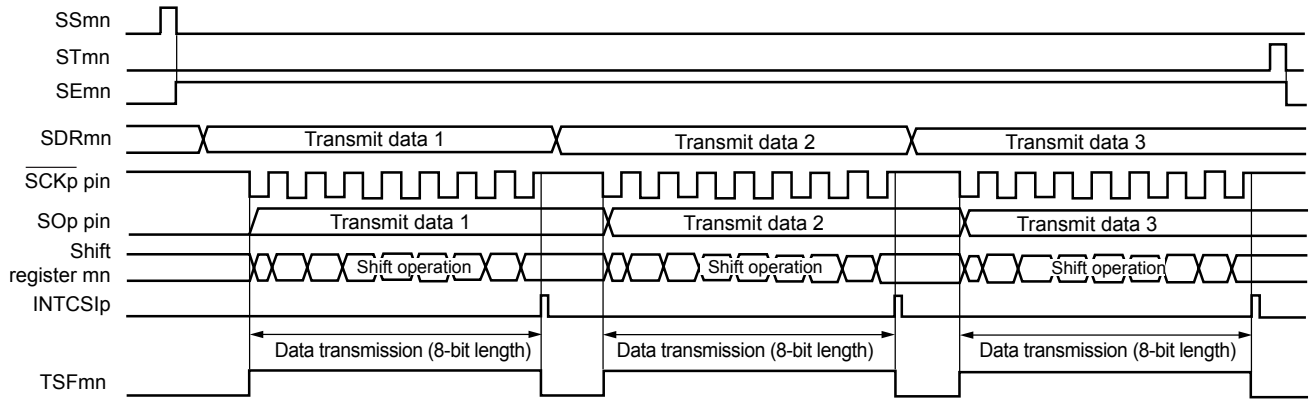 SSmn
STmn
SEmn
SDRmn Transmit data 1 Transmit data 2 Transmit data 3
SCKp pin
SOp pin Transmit data 1 Transmit data 2 Transmit data 3
Shift
register mn Shift operation Shift operation Shift operation
INTCSIp
Data transmission (8-bit length) Data transmission (8-bit length) Data transmission (8-bit length)
TSFmn